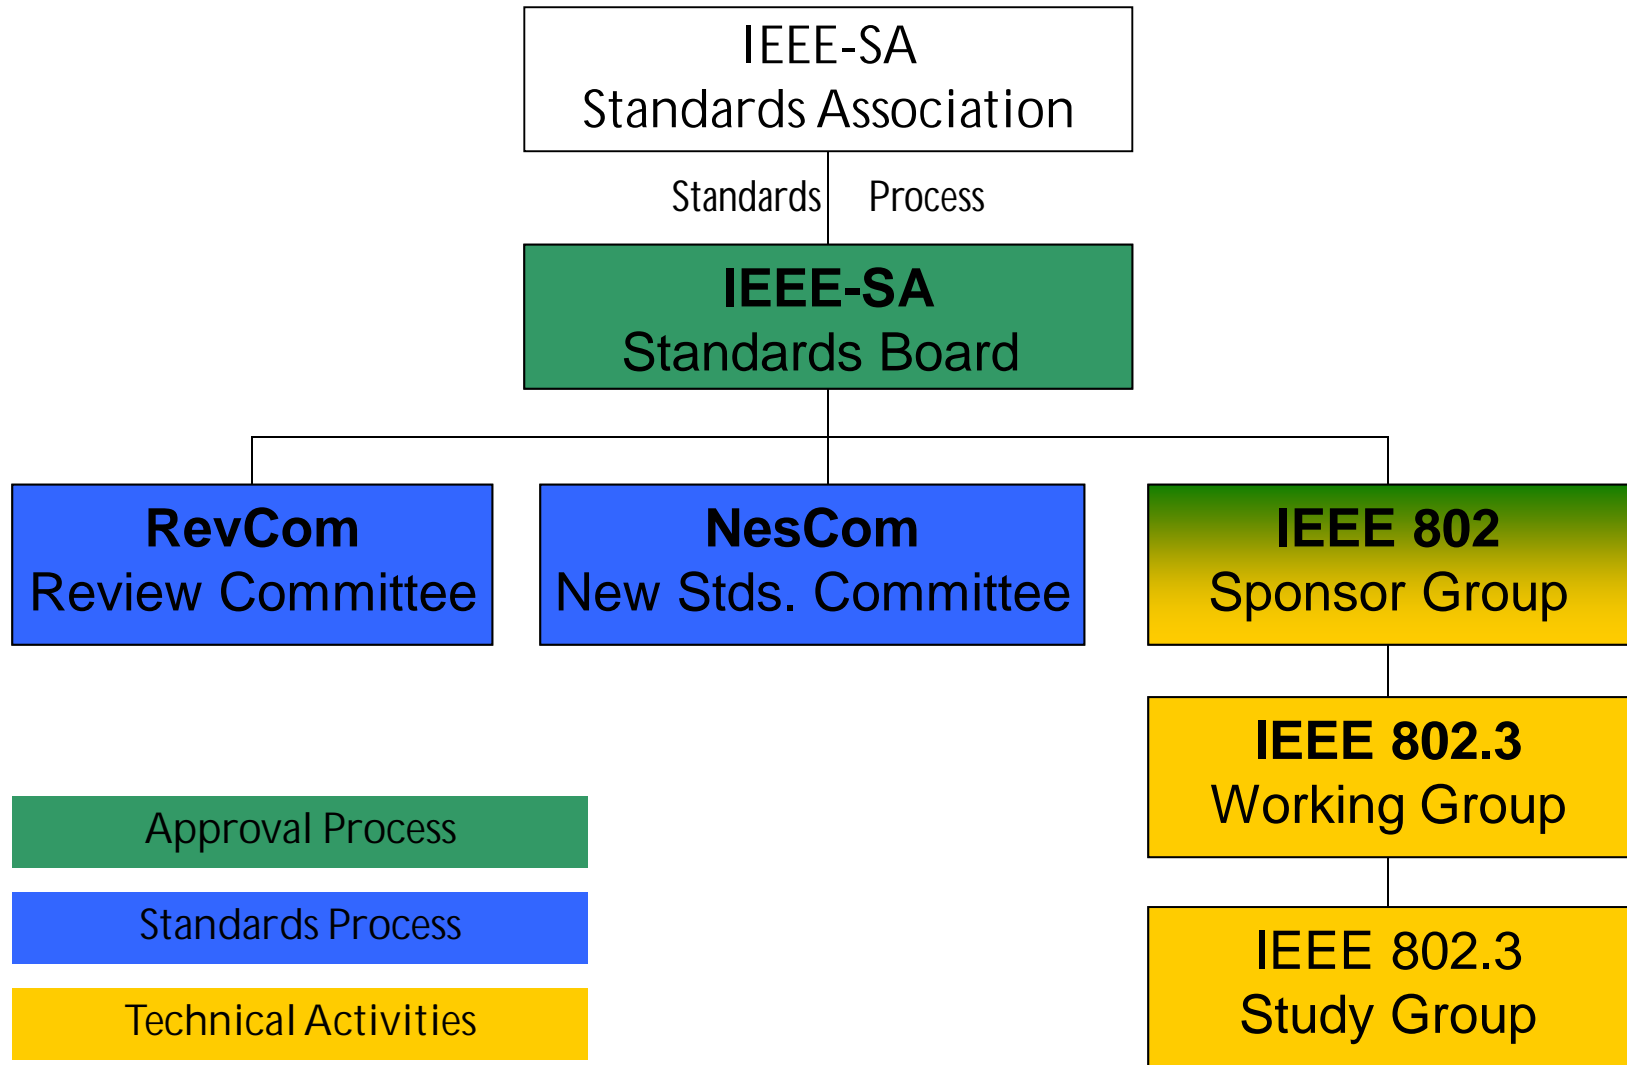 IEEE-SA
Standards Association
Standards Process
IEEE-SA
Standards Board
RevCom
Review Committee
NesCom
New Stds. Committee
IEEE 802
Sponsor Group
IEEE 802.3
Working Group
Approval Process
Standards Process
Technical Activities
IEEE 802.3
Study Group